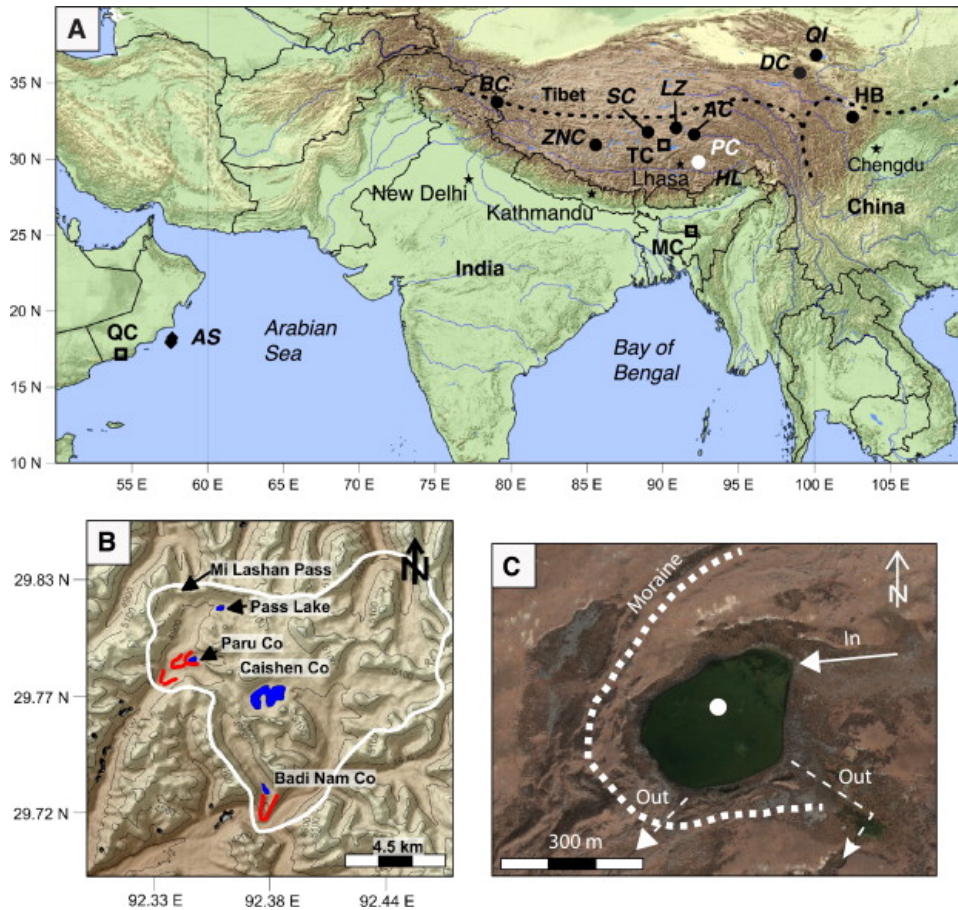 A
35 N
30 N
25 N
20 N
15 N
10 N
55 E
60 E
65 E
70 E
75 E
80 E
85 E
90 E
95 E
100 E
105 E
QI
DC
BC
Tibet
SC
LZ
AC
HB
ZNC
TC
PC
Lhasa
HL
Chengdu
New Delhi
Kathmandu
China
MC
India
QC
AS
Arabian
Sea
Bay of
Bengal
B
N
29.83 N
29.77 N
29.72 N
Mi Lashan Pass
Pass Lake
Paru Co
Caishen Co
Badi Nam Co
4.5 km
92.33 E
92.38 E
92.44 E
C
N
Moraine
In
Out
Out
300 m